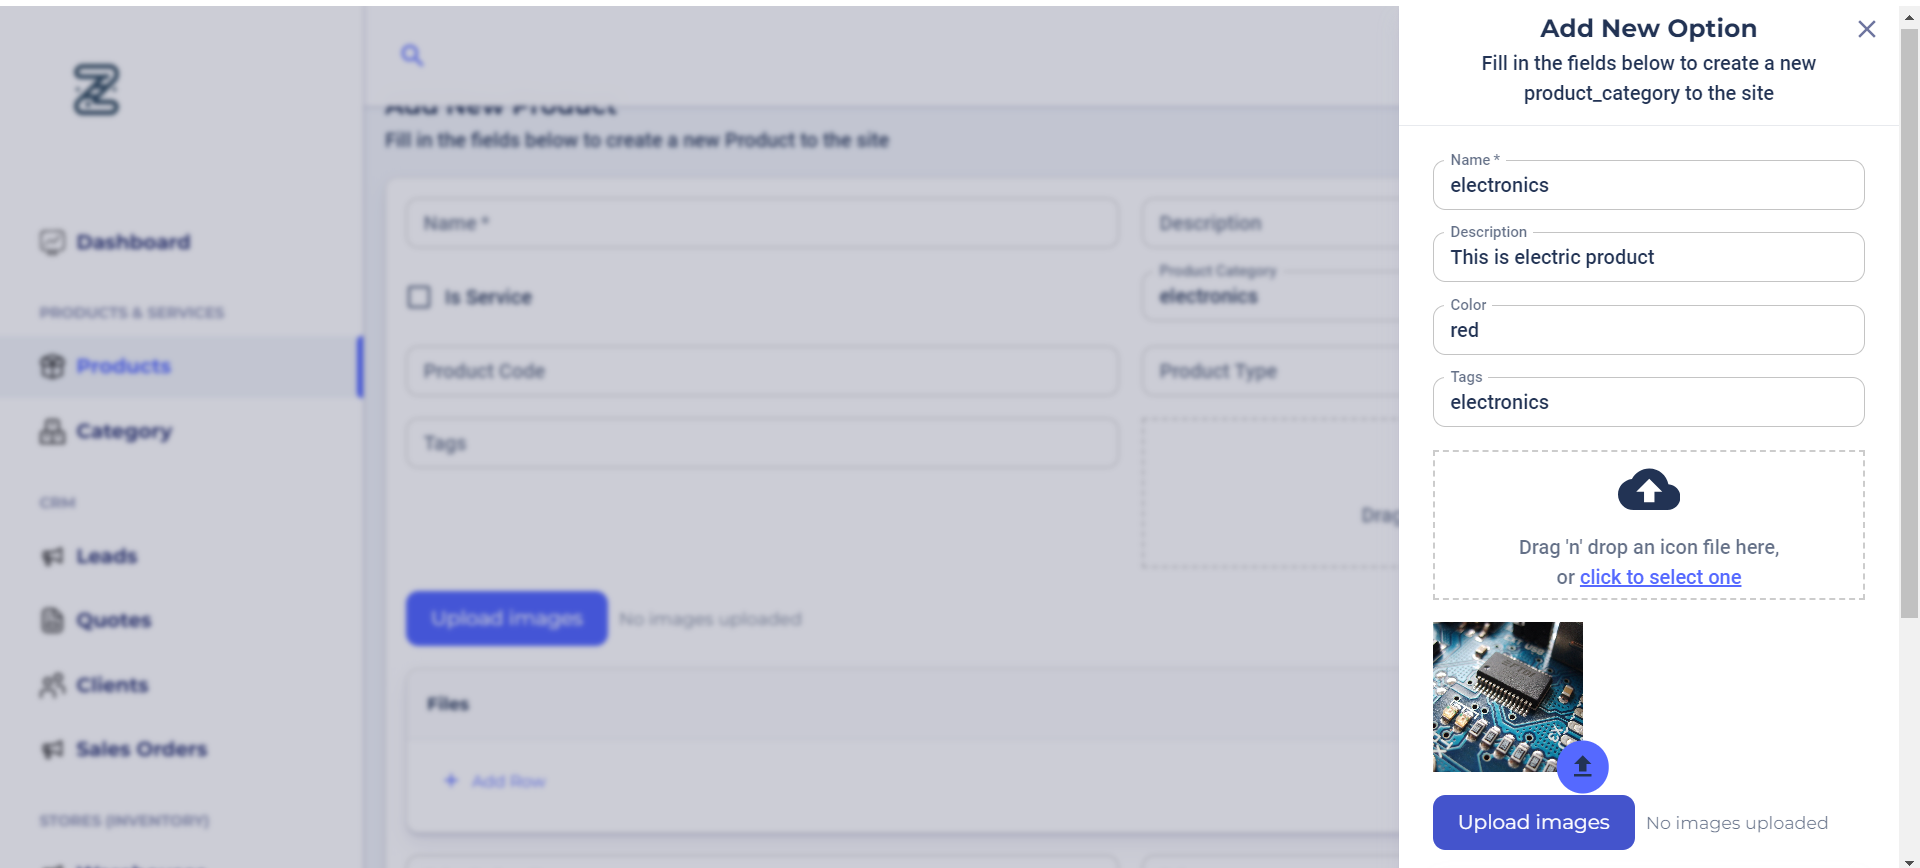 Add New Product
Fill in the fields below to create a new Product to the site
Dashboard
PRODUCTS & SERVICES
Products
Category
CRM
Leads
Quotes
Clients
Sales Orders
STORES (INVENTORY)
Name *
Description
Is Service
Product Category
electronics
Product Code
Product Type
Tags
Drag
Upload images
No images uploaded
Files
+ Add Row
Add New Option
Fill in the fields below to create a new
product_category to the site
Name *
electronics
Description
This is electric product
Color
red
Tags
electronics
Drag 'n' drop an icon file here,
or click to select one
Upload images
No images uploaded